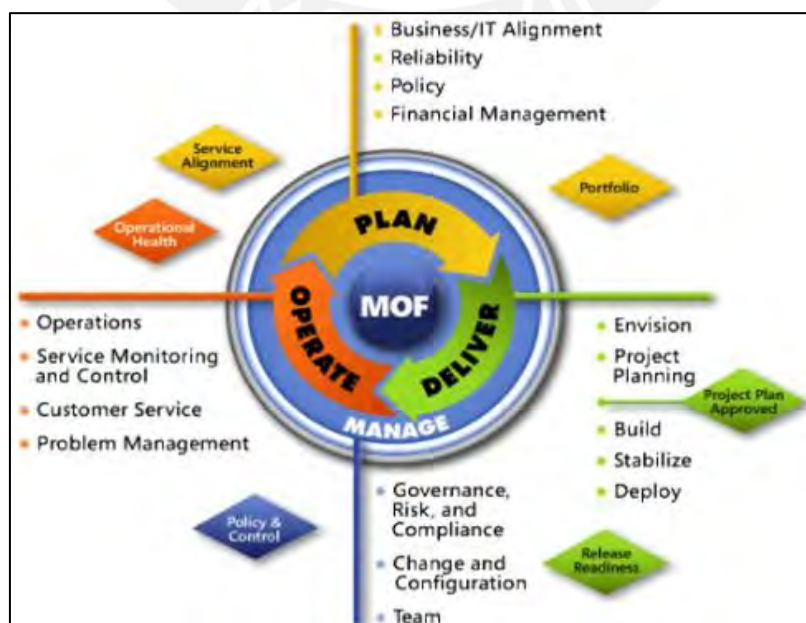 Business/IT Alignment
Reliability
Policy
Financial Management
Service
Alignment
Portfolio
Operational
Health
PLAN
MOF
OPERATE
DELIVER
MANAGE
Operations
Service Monitoring
and Control
Customer Service
Problem Management
Envision
Project
Planning
Project Plan
Approved
Build
Stabilize
Deploy
Policy &
Control
Governance,
Risk, and
Compliance
Change and
Configuration
Team
Release
Readiness